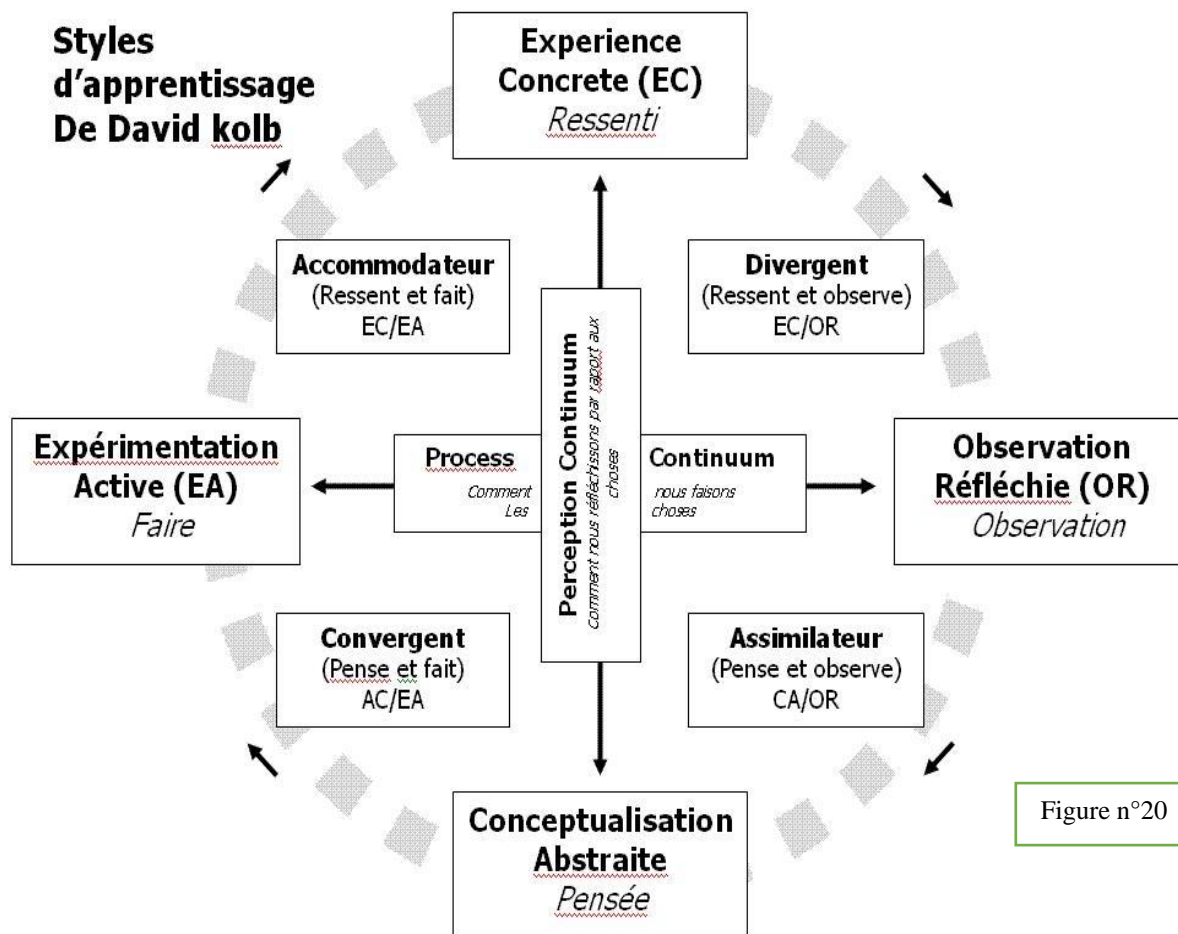 Styles
d'apprentissage
De David kolb
Experience
Concrete (EC)
Ressenti
Accommodateur
(Ressent et fait)
EC/EA
Divergent
(Ressent et observe)
EC/OR
Expérimentation
Active (EA)
Faire
Process
Comment
Les
Perception Continuum
Comment nous réfléchissons par raport aux
choses
Continuum
nous faisons
choses
Observation
Réfléchie (OR)
Observation
Convergent
(Pense et fait)
AC/EA
Assimilateur
(Pense et observe)
CA/OR
Conceptualisation
Abstraite
Pensée
Figure n°20